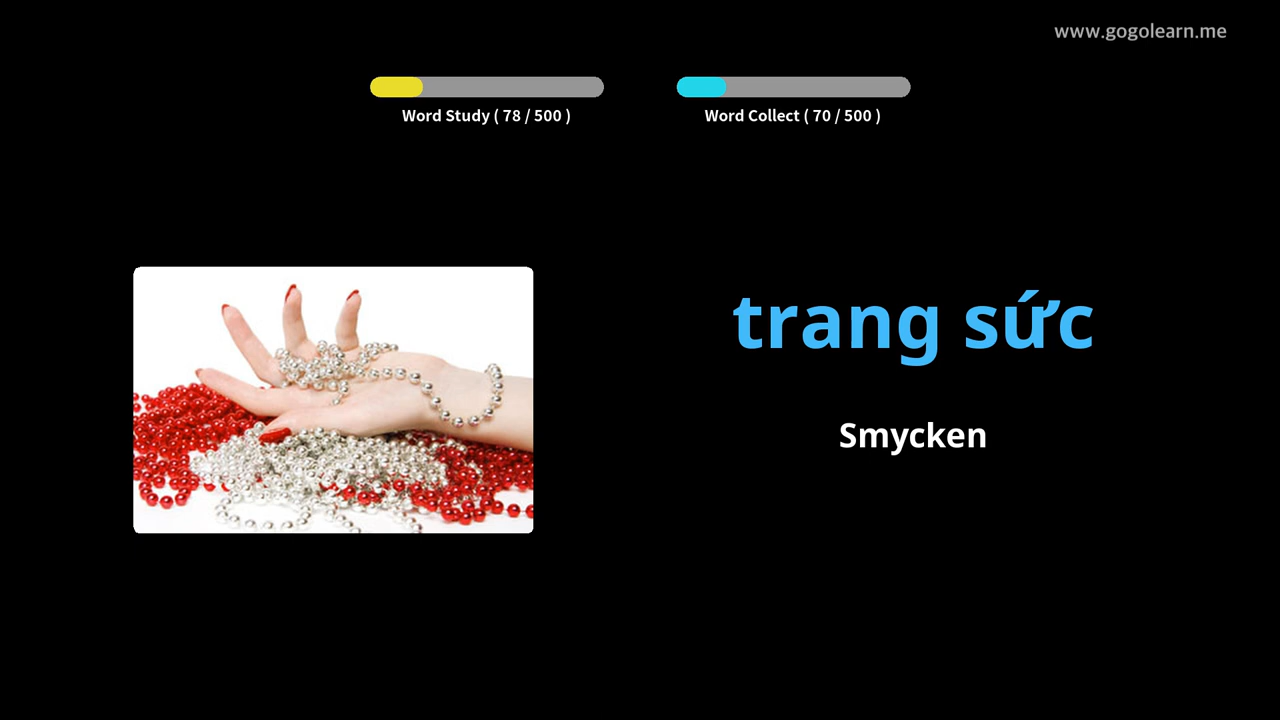 www.gogolearn.me
Word Study ( 78 / 500 )
Word Collect ( 70 / 500 )
trang sức
Smycken